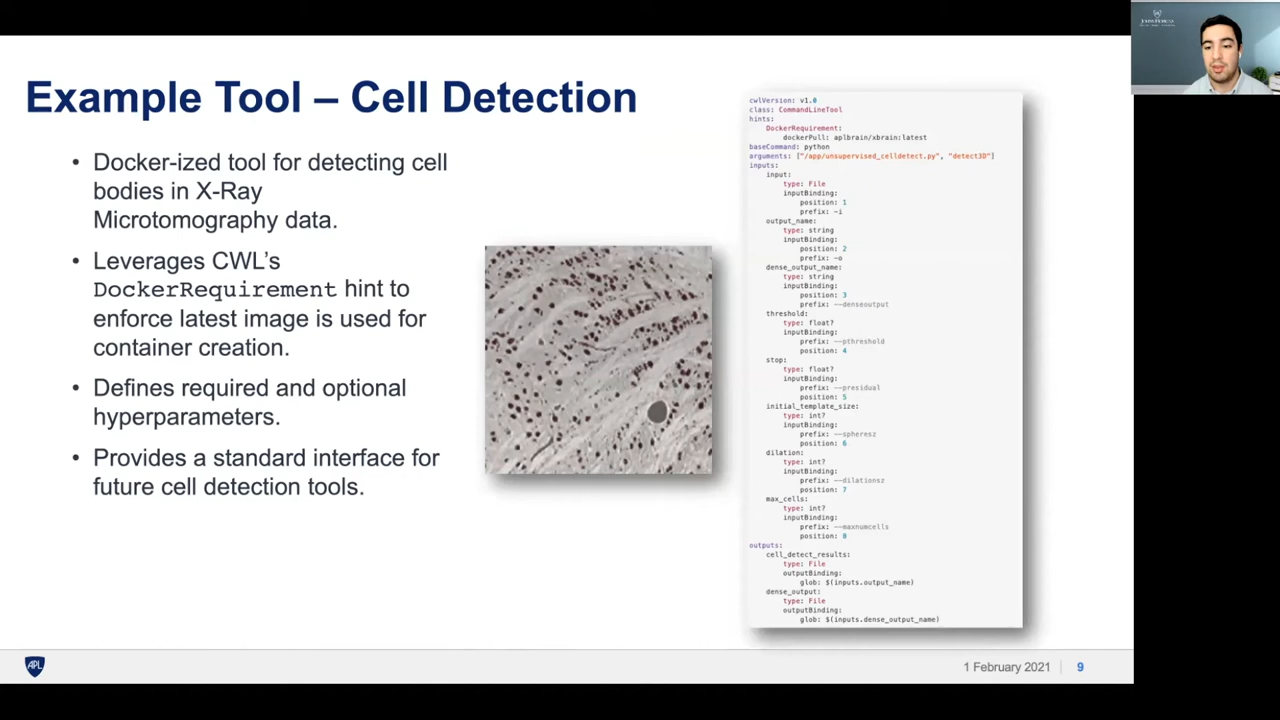 Example Tool – Cell Detection
• Docker-ized tool for detecting cell
bodies in X-Ray
Microtomography data.
• Leverages CWL’s
DockerRequirement hint to
enforce latest image is used for
container creation.
• Defines required and optional
hyperparameters.
• Provides a standard interface for
future cell detection tools.
cwlVersion: v1.0
class: CommandLineTool
hints:
DockerRequirement:
dockerPull: aplbrain/xbrain:latest
baseCommand: python
arguments: ["/app/unsupervised_celldetect.py", "detect3D"]
inputs:
input:
type: File
inputBinding:
position: 1
prefix: -i
output_name:
type: string
inputBinding:
position: 2
prefix: -o
dense_output_name:
type: string
inputBinding:
position: 3
prefix: --denseoutput
threshold:
type: float?
inputBinding:
prefix: --pthreshold
position: 4
stop:
type: float?
inputBinding:
prefix: --presidual
position: 5
initial_template_size:
type: int?
inputBinding:
prefix: --spheresz
position: 6
dilation:
type: int?
inputBinding:
prefix: --dilationsz
position: 7
max_cells:
type: int?
inputBinding:
prefix: --maxnumcells
position: 8
outputs:
cell_detect_results:
type: File
outputBinding:
glob: $(inputs.output_name)
dense_output:
type: File
outputBinding:
glob: $(inputs.dense_output_name)
APL
1 February 2021
9